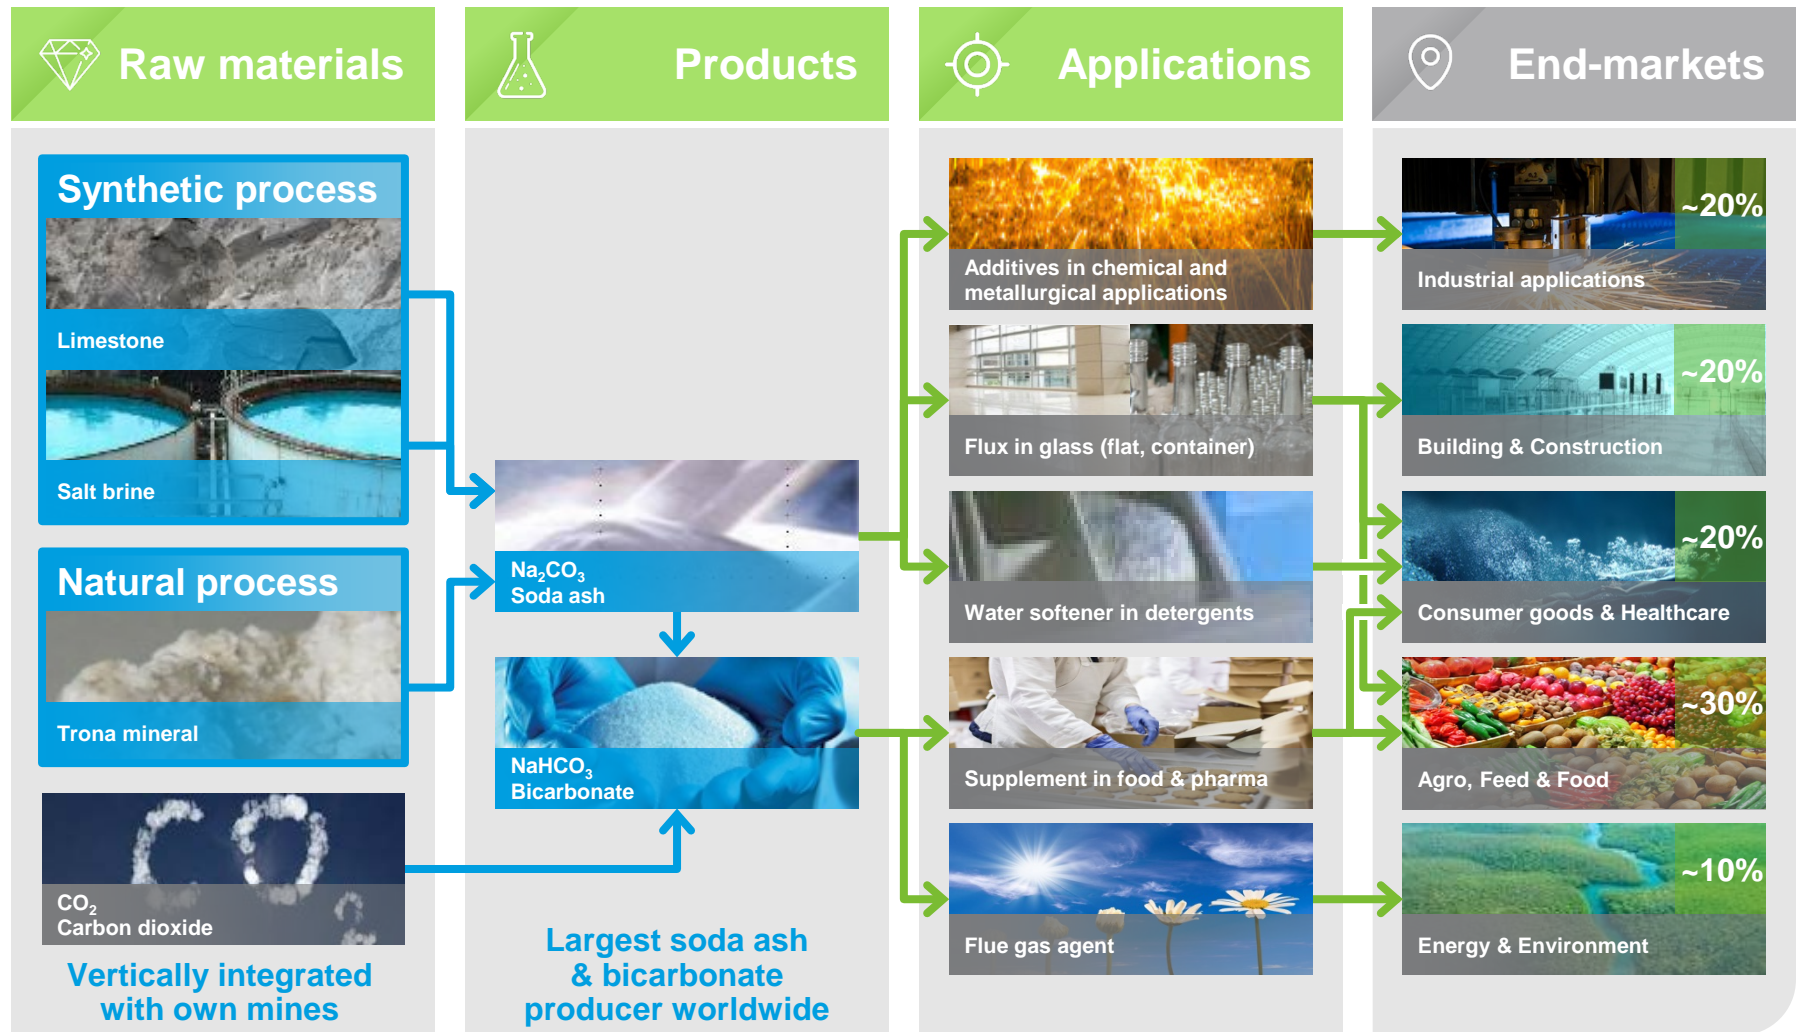 Raw materials
Products
Applications
End-markets
Synthetic process
Limestone
Salt brine
Natural process
Trona mineral
CO₂
Carbon dioxide
Vertically integrated
with own mines
Na₂CO₃
Soda ash
NaHCO₃
Bicarbonate
Largest soda ash
& bicarbonate
producer worldwide
Additives in chemical and
metallurgical applications
Flux in glass (flat, container)
Water softener in detergents
Supplement in food & pharma
Flue gas agent
~20%
Industrial applications
~20%
Building & Construction
~20%
Consumer goods & Healthcare
~30%
Agro, Feed & Food
~10%
Energy & Environment